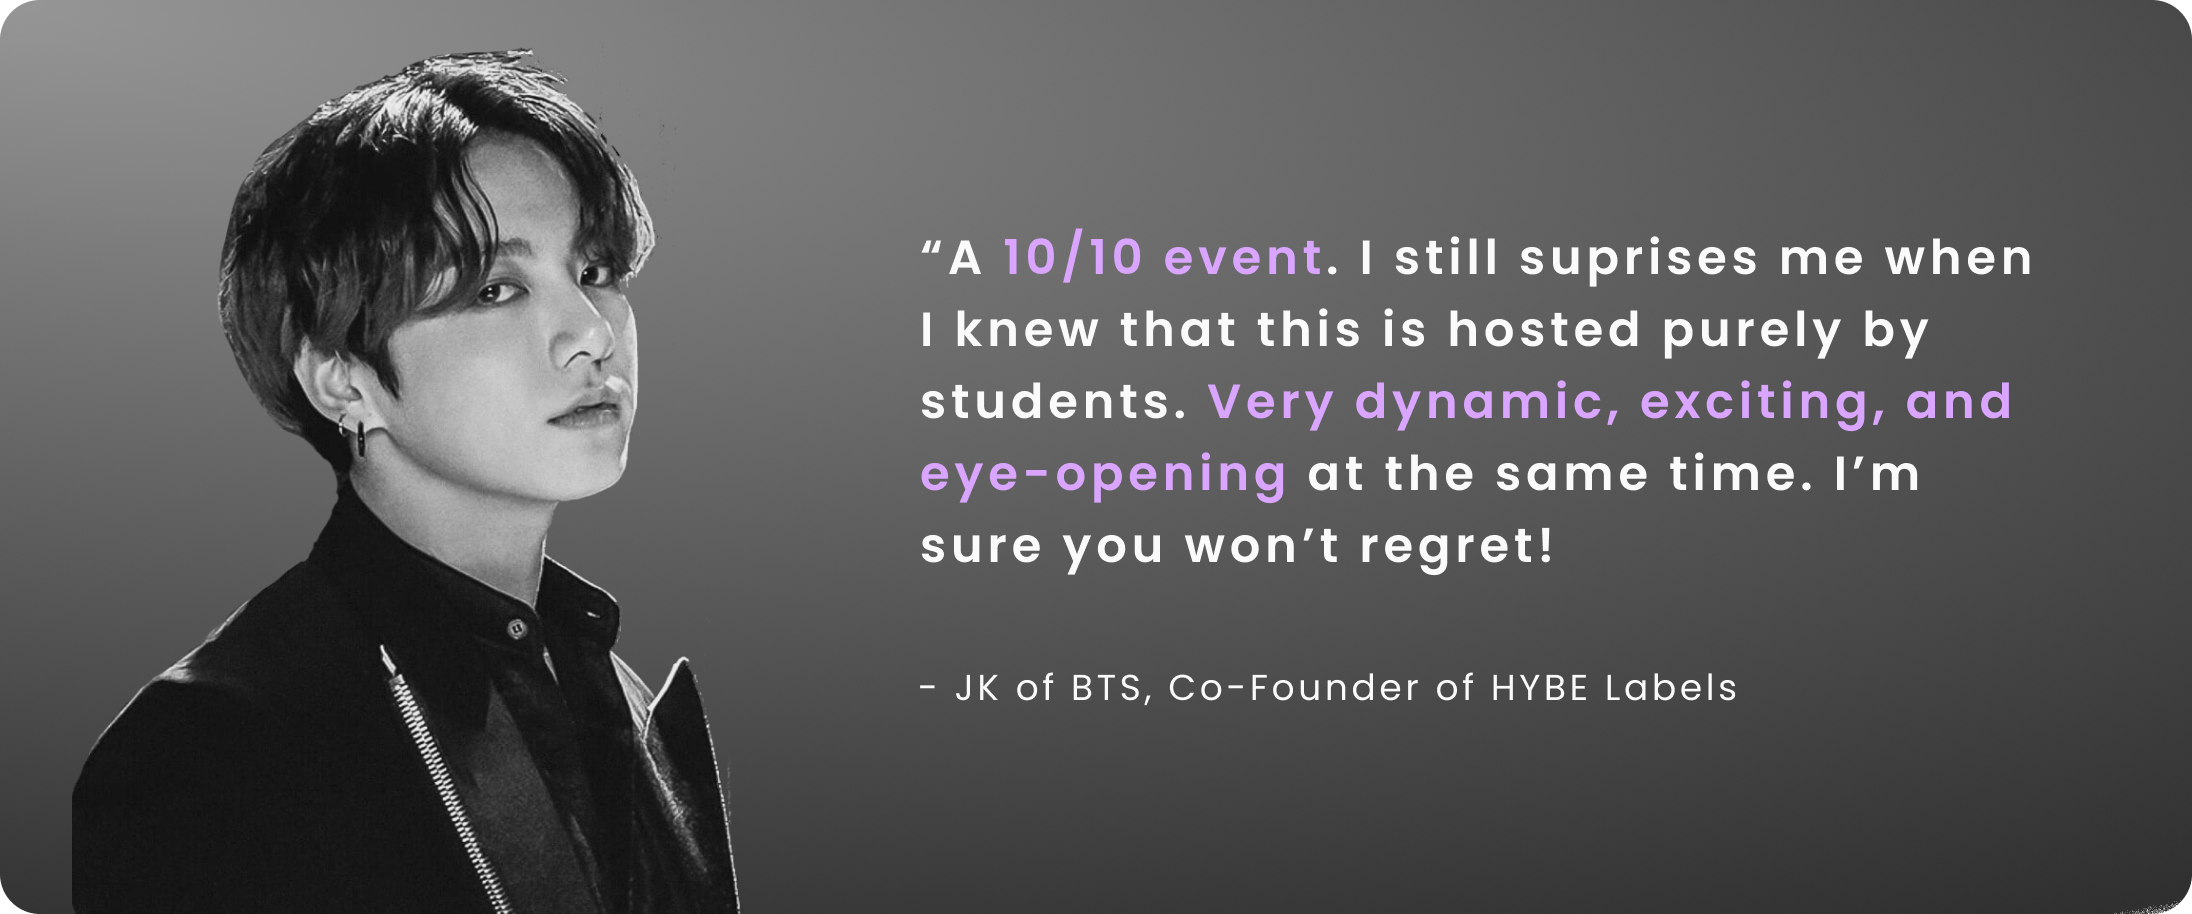 “A 10/10 event. I still suprises me when
I knew that this is hosted purely by
students. Very dynamic, exciting, and
eye-opening at the same time. I’m
sure you won’t regret!
- JK of BTS, Co-Founder of HYBE Labels